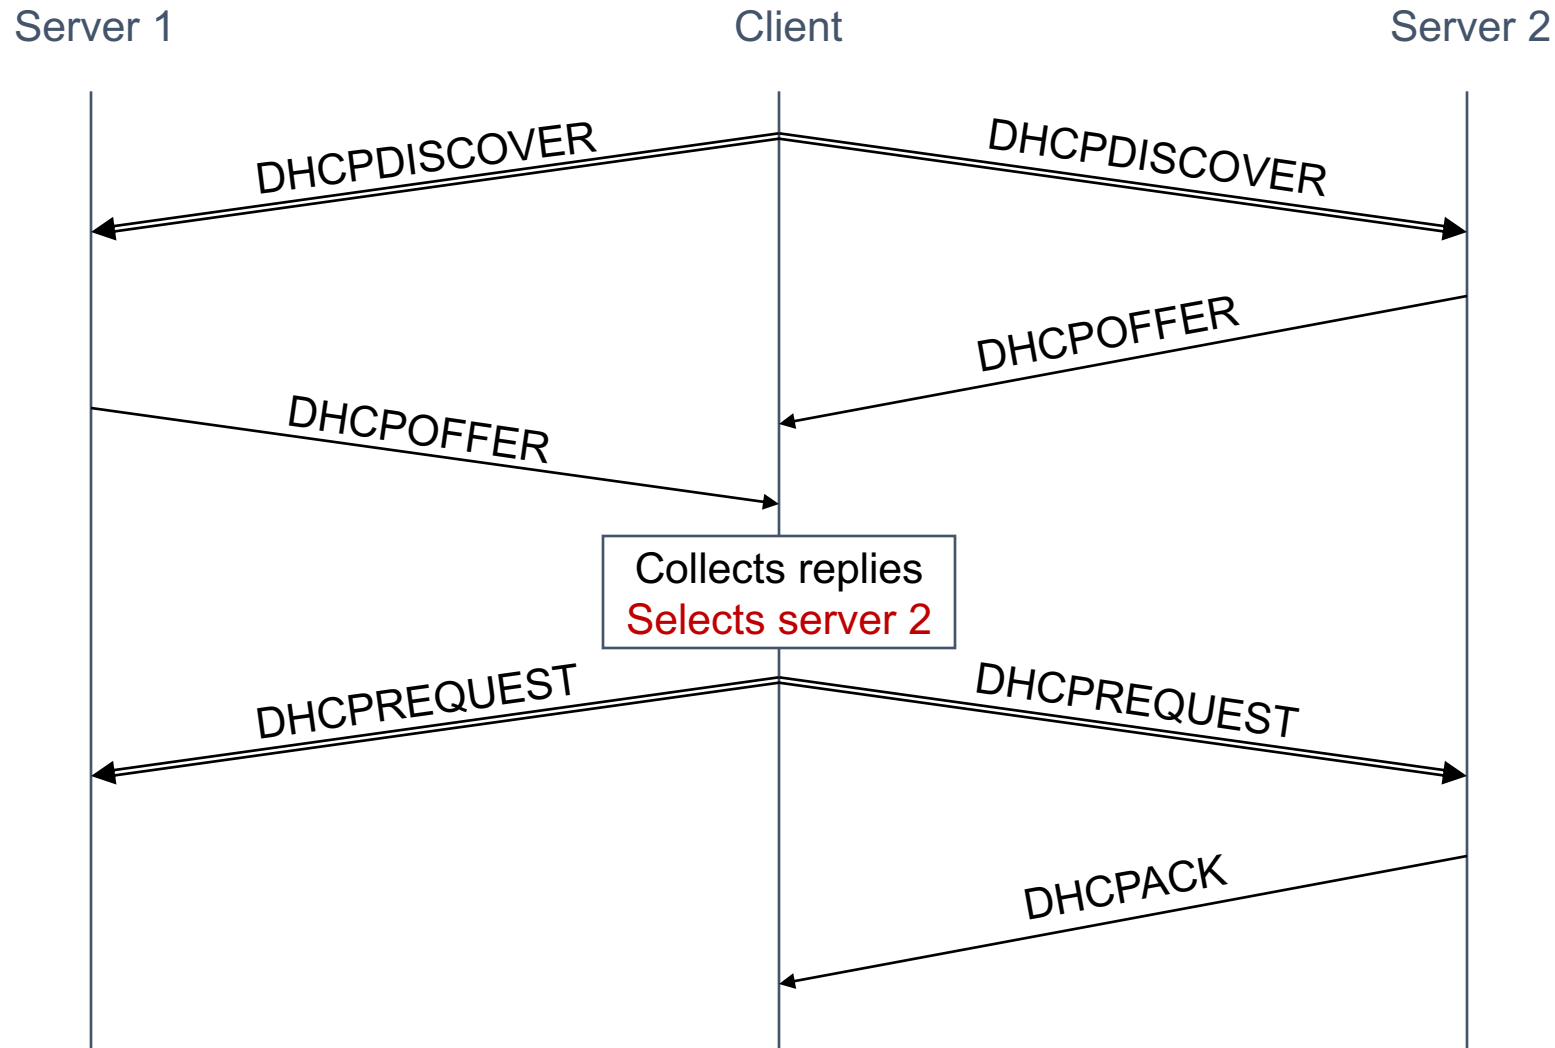 Server 1
Client
Server 2
DHCPDISCOVER
DHCPDISCOVER
DHCPOFFER
DHCPOFFER
Collects replies
Selects server 2
DHCPREQUEST
DHCPREQUEST
DHCPACK